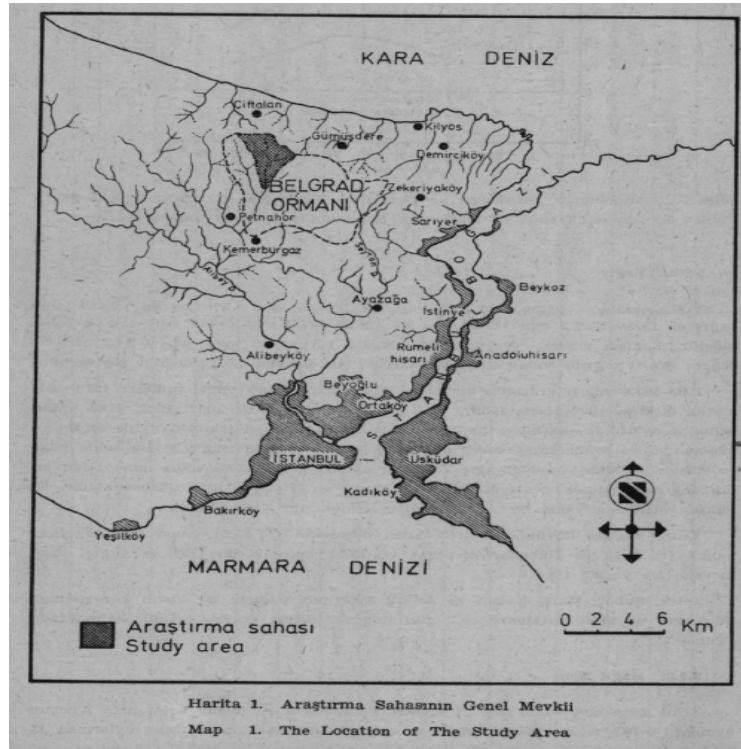 KARA DENİZ
Çiftalan
Gümüşdere
Kilyos
Demirciköy
BELGRAD
ORMANI
Zekeriyaköy
Petnahor
Sarıyer
Kemerburgaz
Beykoz
Ayazağa
İstinye
Rumeli
hisarı
Anadoluhisarı
Alibeyköy
Beyoğlu
Ortaköy
İSTANBUL
Üsküdar
Kadıköy
Bakırköy
Yeşilköy
MARMARA DENİZİ
Araştırma sahası
Study area
0 2 4 6 Km
Harita 1. Araştırma Sahasının Genel Mevkii
Map 1. The Location of The Study Area